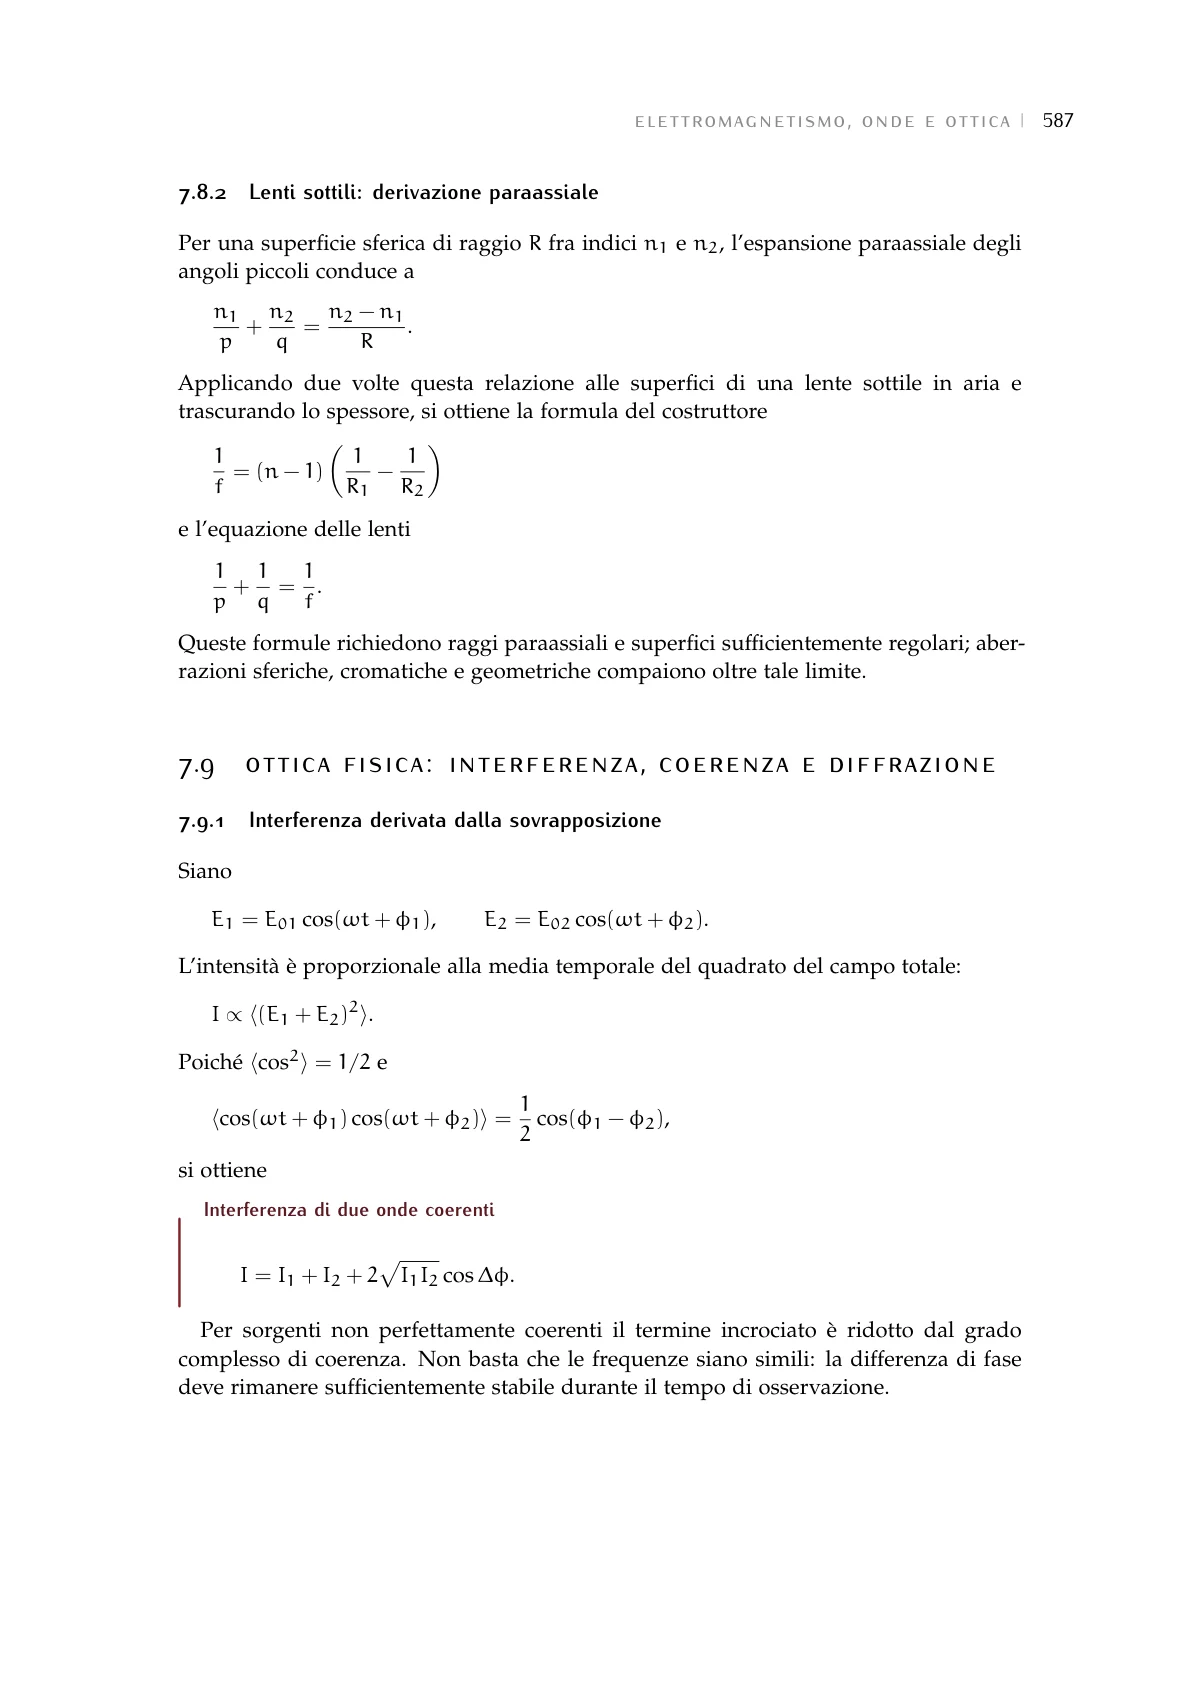 ELETTROMAGNETISMO, ONDE E OTTICA | 587
7.8.2 Lenti sottili: derivazione paraassiale
Per una superficie sferica di raggio R fra indici n₁ e n₂, l'espansione paraassiale degli
angoli piccoli conduce a
n₁/p + n₂/q = (n₂ − n₁)/R.
Applicando due volte questa relazione alle superfici di una lente sottile in aria e
trascurando lo spessore, si ottiene la formula del costruttore
1/f = (n − 1) (1/R₁ − 1/R₂)
e l'equazione delle lenti
1/p + 1/q = 1/f.
Queste formule richiedono raggi paraassiali e superfici sufficientemente regolari; aber-
razioni sferiche, cromatiche e geometriche compaiono oltre tale limite.
7.9 OTTICA FISICA: INTERFERENZA, COERENZA E DIFFRAZIONE
7.9.1 Interferenza derivata dalla sovrapposizione
Siano
E₁ = E₀₁ cos(ωt + ϕ₁), E₂ = E₀₂ cos(ωt + ϕ₂).
L'intensità è proporzionale alla media temporale del quadrato del campo totale:
I ∝ ⟨(E₁ + E₂)²⟩.
Poiché ⟨cos²⟩ = 1/2 e
⟨cos(ωt + ϕ₁) cos(ωt + ϕ₂)⟩ = 1/2 cos(ϕ₁ − ϕ₂),
si ottiene
Interferenza di due onde coerenti
I = I₁ + I₂ + 2√(I₁I₂) cos Δϕ.
Per sorgenti non perfettamente coerenti il termine incrociato è ridotto dal grado
complesso di coerenza. Non basta che le frequenze siano simili: la differenza di fase
deve rimanere sufficientemente stabile durante il tempo di osservazione.